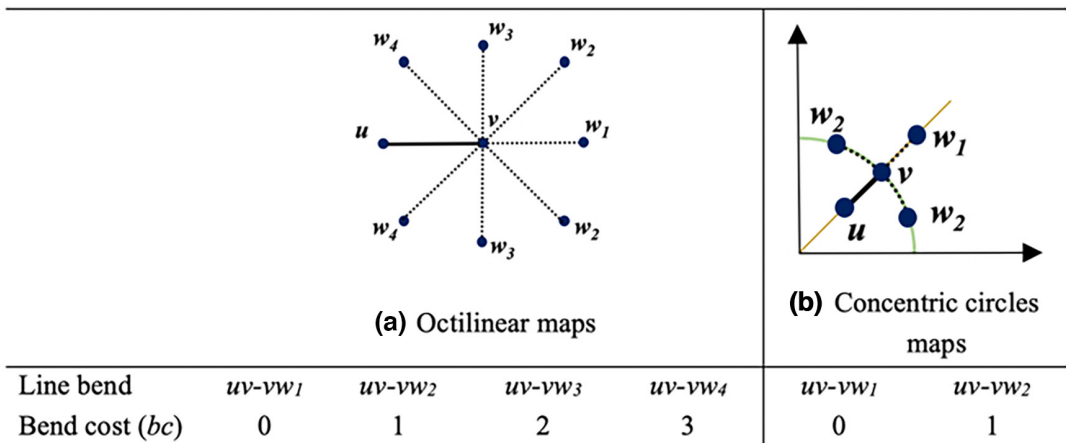 w4 w3 w2
u v w1
w4 w3 w2
(a) Octilinear maps
w2 w1
v
u w2
(b) Concentric circles
maps
Line bend uv-vw1 uv-vw2 uv-vw3 uv-vw4 uv-vw1 uv-vw2
Bend cost (bc) 0 1 2 3 0 1